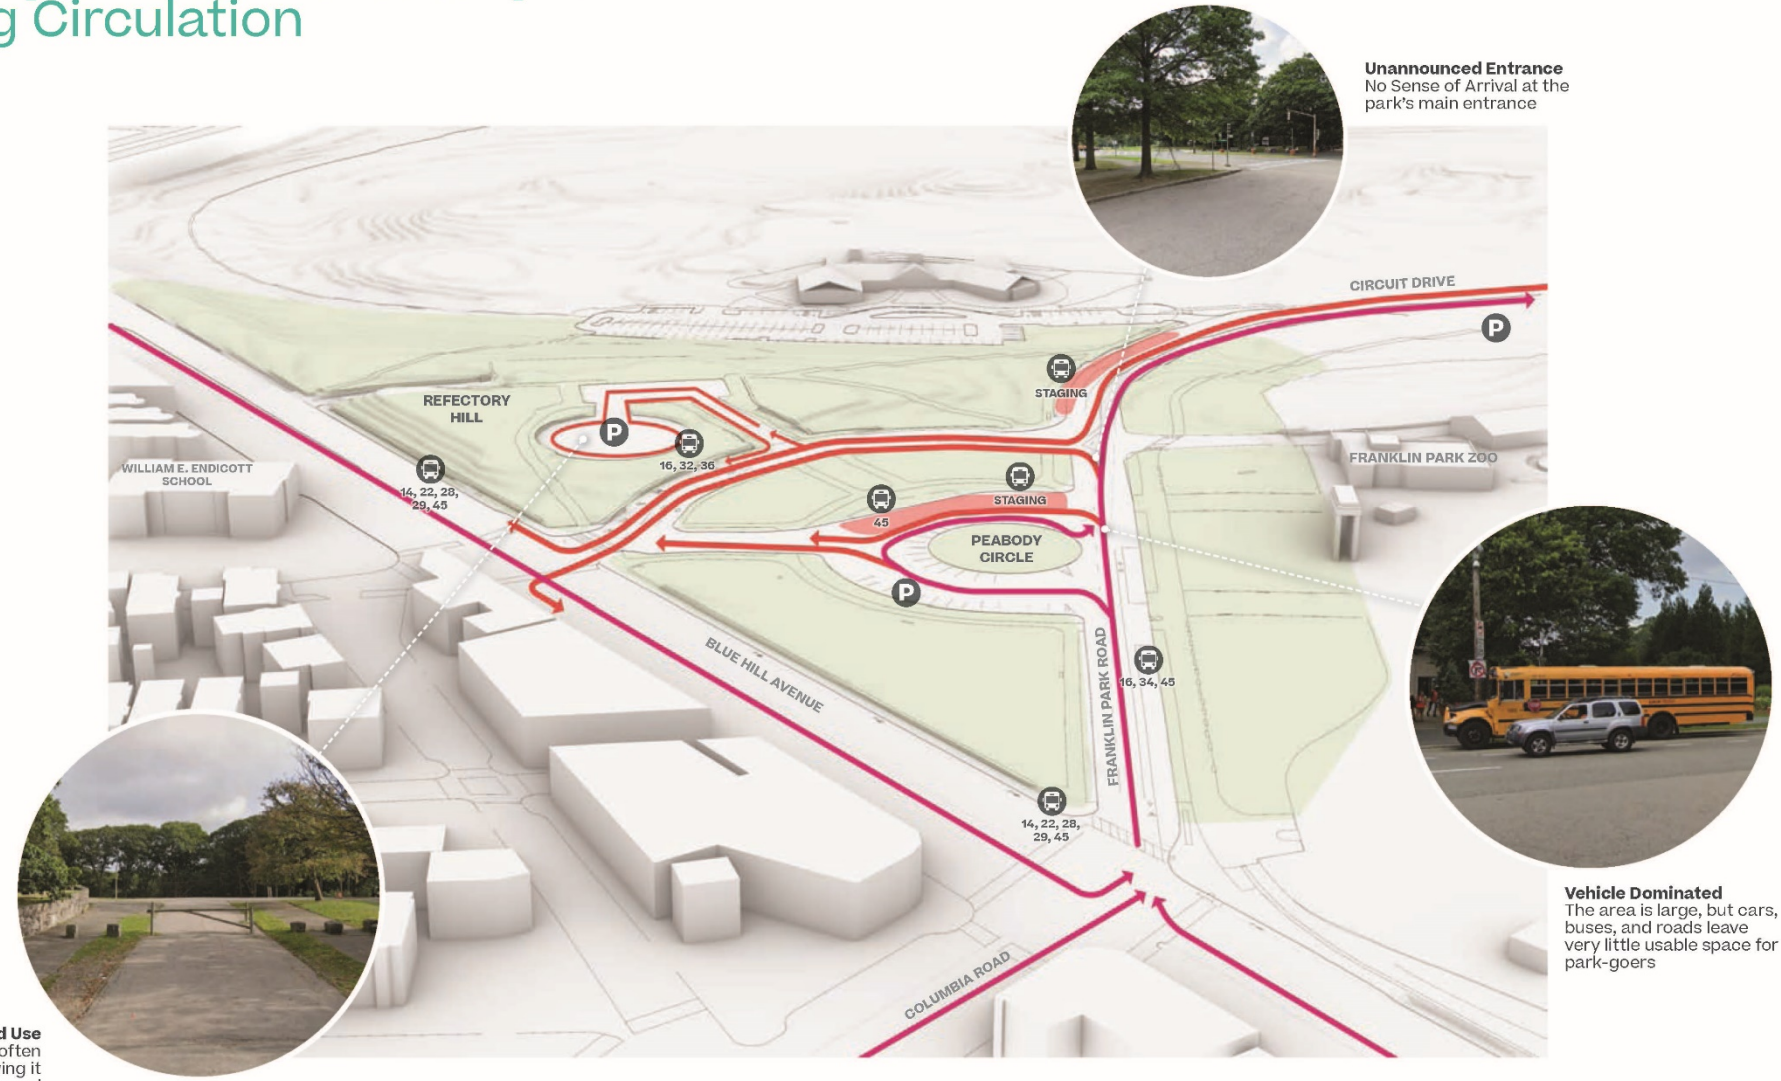 g Circulation
Unannounced Entrance
No Sense of Arrival at the
park's main entrance
CIRCUIT DRIVE
P
STAGING
REFECTORY
HILL
P
16, 32, 36
WILLIAM E. ENDICOTT
SCHOOL
14, 22, 28,
29, 45
FRANKLIN PARK ZOO
STAGING
45
PEABODY
CIRCLE
P
BLUE HILL AVENUE
FRANKLIN PARK ROAD
16, 34, 45
14, 22, 28,
29, 45
COLUMBIA ROAD
Vehicle Dominated
The area is large, but cars,
buses, and roads leave
very little usable space for
park-goers
d Use
often
ving it